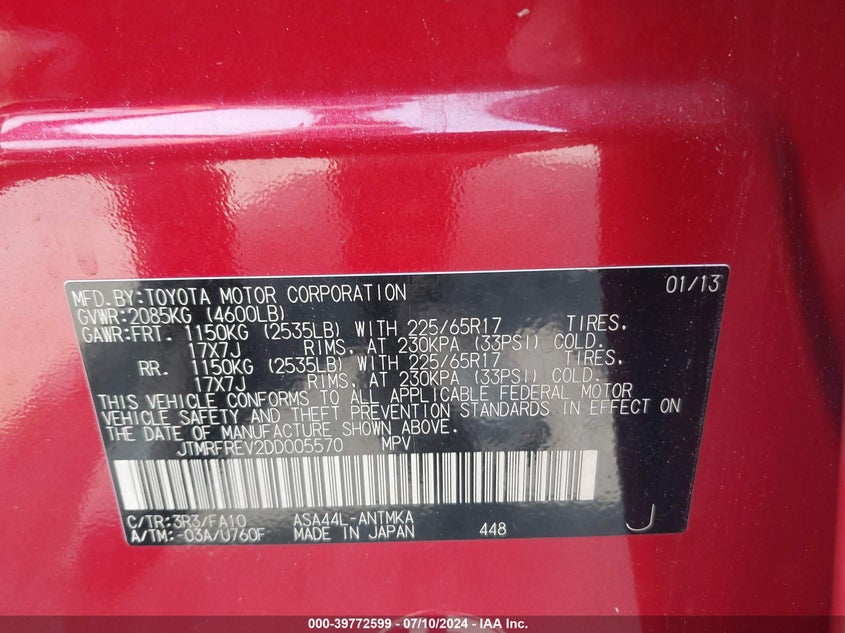 MFD.BY:TOYOTA MOTOR CORPORATION 01/13
GVWR:2085KG (4600LB)
GAWR:FRT. 1150KG (2535LB) WITH 225/65R17 TIRES,
17X7J RIMS, AT 230KPA (33PSI) COLD.
RR. 1150KG (2535LB) WITH 225/65R17 TIRES,
17X7J RIMS, AT 230KPA (33PSI) COLD.
THIS VEHICLE CONFORMS TO ALL APPLICABLE FEDERAL MOTOR
VEHICLE SAFETY AND THEFT PREVENTION STANDARDS IN EFFECT ON
THE DATE OF MANUFACTURE SHOWN ABOVE.
JTMRFREV2DD005570 MPV
C/TR:3R3/FA10 ASA44L-ANTMKA
A/TM:-03A/U760F MADE IN JAPAN 448 J
000-39772599 - 07/10/2024 - IAA Inc.